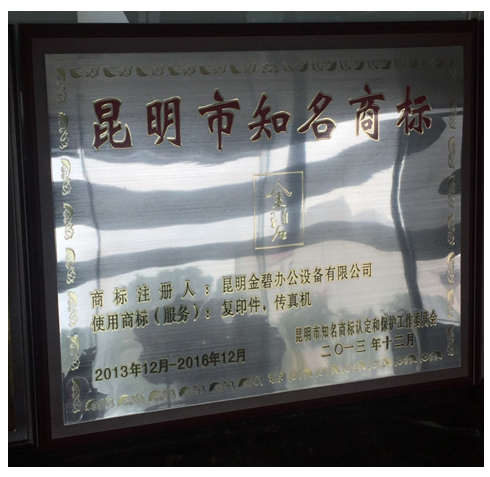 昆明市知名商标
金碧
商标注册人：昆明金碧办公设备有限公司
使用商标（服务）：复印件，传真机
昆明市知名商标认定和保护工作委员会
2013年12月-2016年12月
二〇一三年十二月